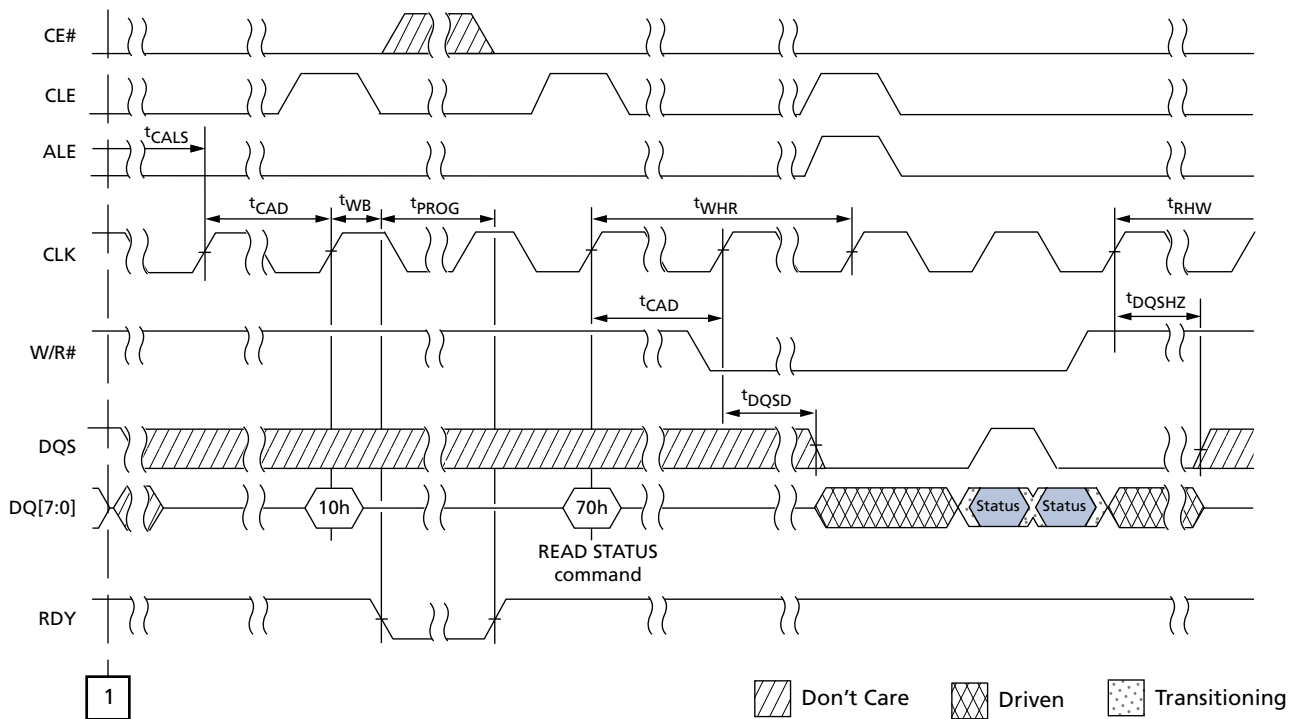 CE#
CLE
tCALS
ALE
tCAD tWB tPROG tWHR tRHW
CLK
tCAD tDQSHZ
W/R#
tDQSD
DQS
DQ[7:0] 10h 70h Status Status
READ STATUS
command
RDY
1 Don't Care Driven Transitioning